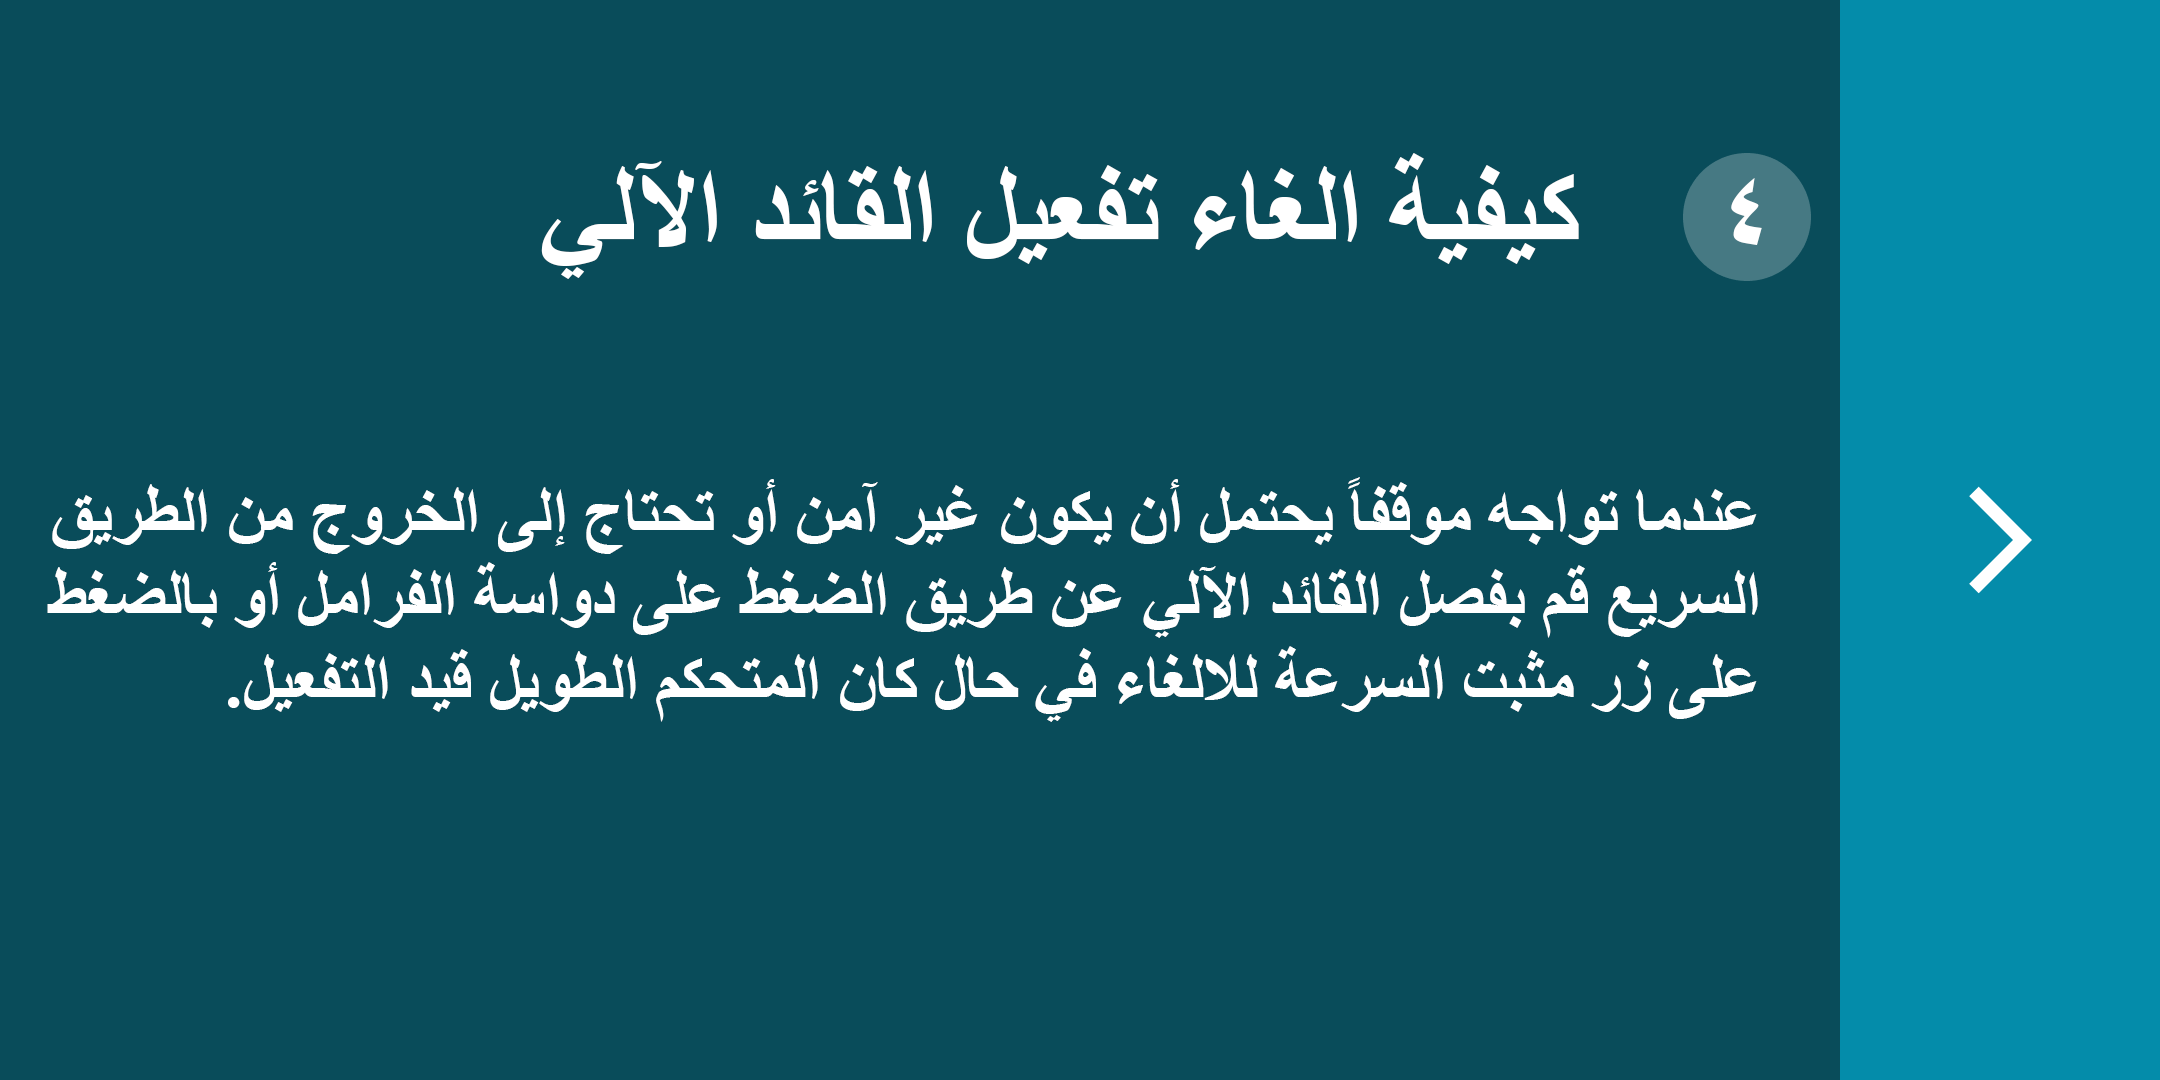 ٤
كيفية الغاء تفعيل القائد الآلي
عندما تواجه موقفاً يحتمل أن يكون غير آمن أو تحتاج إلى الخروج من الطريق
السريع قم بفصل القائد الآلي عن طريق الضغط على دواسة الفرامل أو بالضغط
على زر مثبت السرعة للالغاء في حال كان المتحكم الطويل قيد التفعيل.